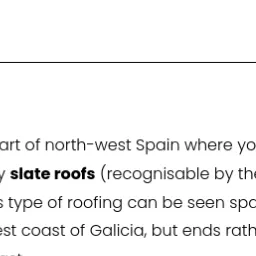 art of north-west Spain where yo
y slate roofs (recognisable by the
s type of roofing can be seen spo
est coast of Galicia, but ends rath